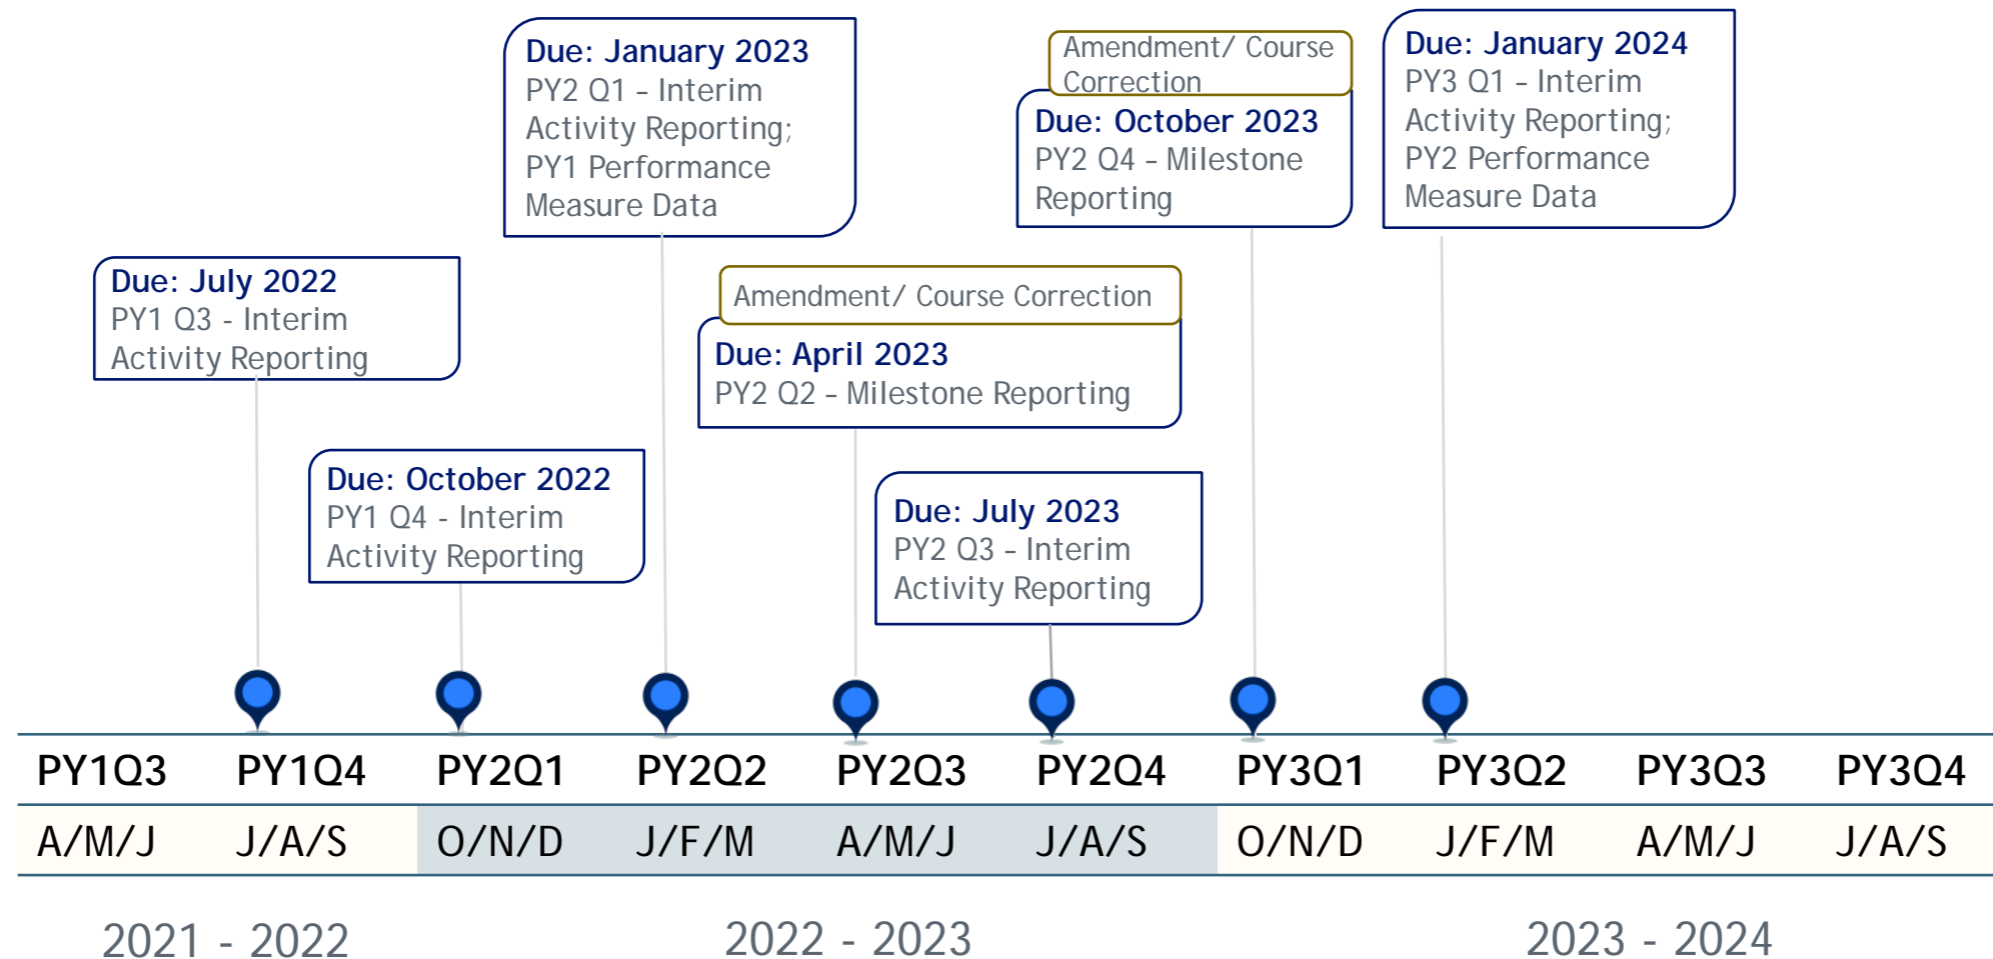 Due: January 2023
PY2 Q1 – Interim
Activity Reporting;
PY1 Performance
Measure Data
Amendment/ Course
Correction
Due: October 2023
PY2 Q4 – Milestone
Reporting
Due: January 2024
PY3 Q1 – Interim
Activity Reporting;
PY2 Performance
Measure Data
Due: July 2022
PY1 Q3 - Interim
Activity Reporting
Amendment/ Course Correction
Due: April 2023
PY2 Q2 – Milestone Reporting
Due: October 2022
PY1 Q4 - Interim
Activity Reporting
Due: July 2023
PY2 Q3 – Interim
Activity Reporting
PY1Q3 PY1Q4 PY2Q1 PY2Q2 PY2Q3 PY2Q4 PY3Q1 PY3Q2 PY3Q3 PY3Q4
A/M/J J/A/S O/N/D J/F/M A/M/J J/A/S O/N/D J/F/M A/M/J J/A/S
2021 - 2022 2022 - 2023 2023 - 2024